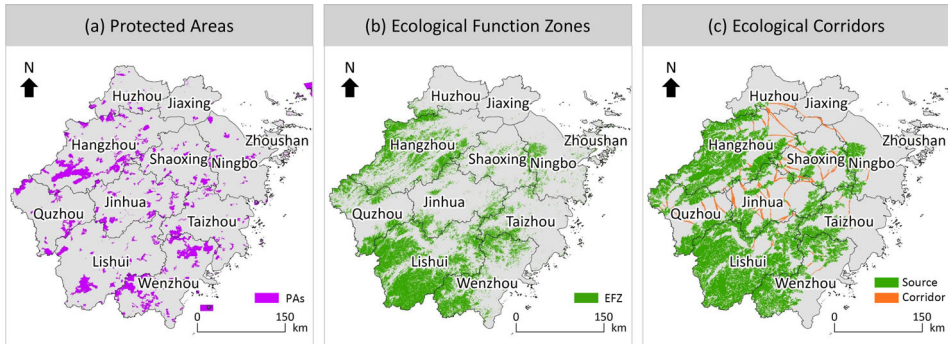 (a) Protected Areas
N
Huzhou
Jiaxing
Hangzhou
Zhoushan
Shaoxing
Ningbo
Jinhua
Quzhou
Taizhou
Lishui
Wenzhou
PAs
0 150
km
(b) Ecological Function Zones
N
Huzhou
Jiaxing
Hangzhou
Zhoushan
Shaoxing
Ningbo
Jinhua
Quzhou
Taizhou
Lishui
Wenzhou
EFZ
0 150
km
(c) Ecological Corridors
N
Huzhou
Jiaxing
Hangzhou
Zhoushan
Shaoxing
Ningbo
Jinhua
Quzhou
Taizhou
Lishui
Wenzhou
Source
Corridor
0 150
km